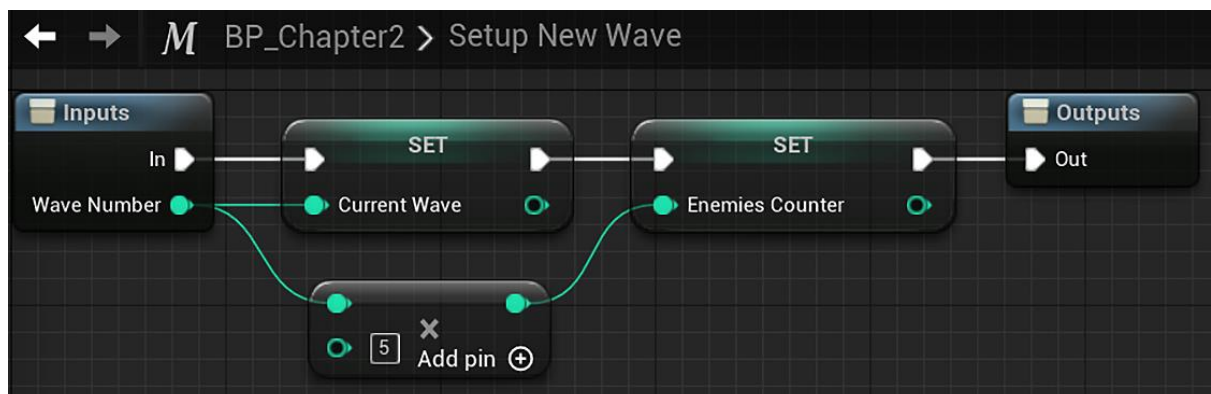 M BP_Chapter2 > Setup New Wave
Inputs
SET
SET
Outputs
In
Out
Wave Number
Current Wave
Enemies Counter
×
5
Add pin